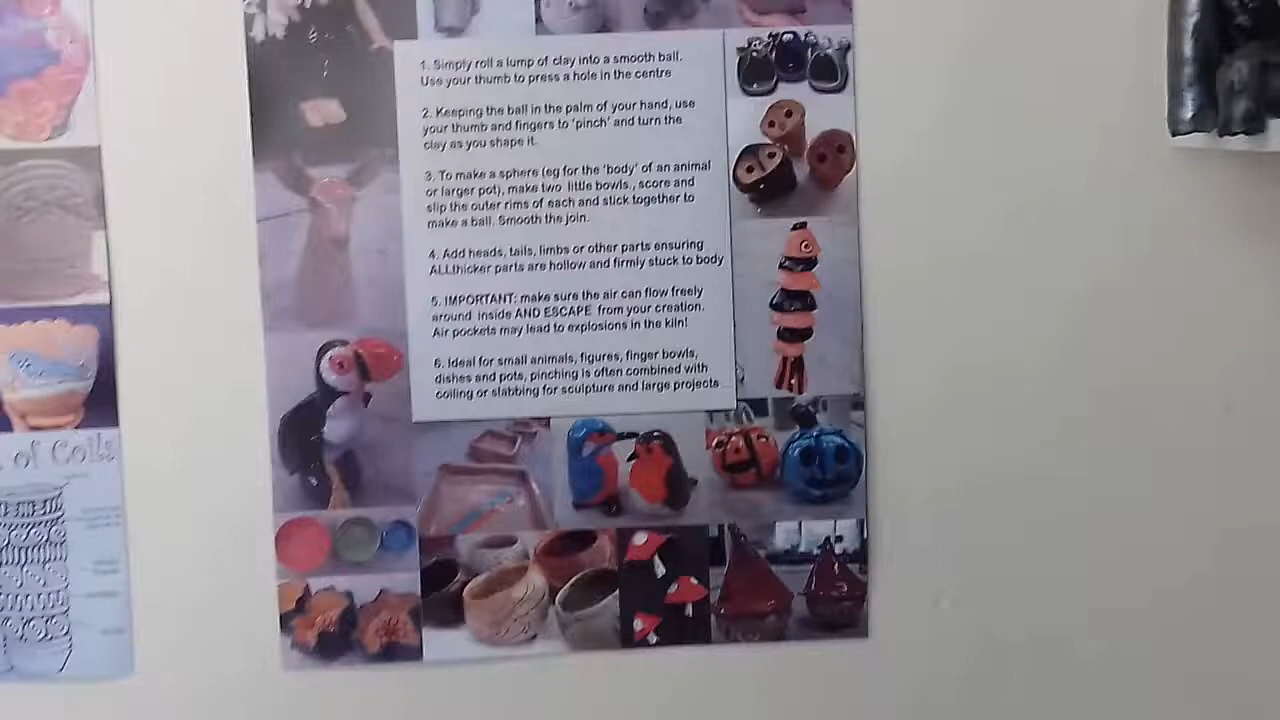 1. Simply roll a lump of clay into a smooth ball.
Use your thumb to press a hole in the centre
2. Keeping the ball in the palm of your hand, use
your thumb and fingers to 'pinch' and turn the
clay as you shape it.
3. To make a sphere (eg for the 'body' of an animal
or larger pot), make two little bowls., score and
slip the outer rims of each and stick together to
make a ball. Smooth the join.
4. Add heads, tails, limbs or other parts ensuring
ALLthicker parts are hollow and firmly stuck to body
5. IMPORTANT: make sure the air can flow freely
around inside AND ESCAPE from your creation.
Air pockets may lead to explosions in the kiln!
6. Ideal for small animals, figures, finger bowls,
dishes and pots, pinching is often combined with
coiling or slabbing for sculpture and large projects
of Coils